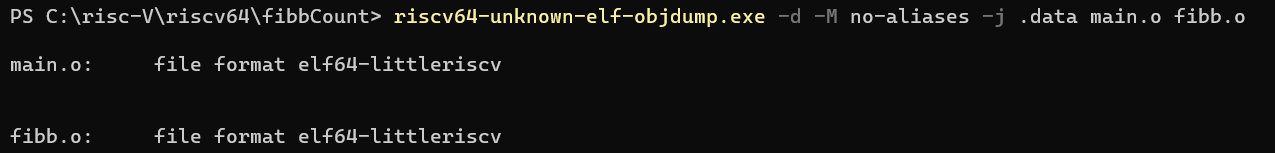 PS C:\risc-V\riscv64\fibbCount> riscv64-unknown-elf-objdump.exe -d -M no-aliases -j .data main.o fibb.o
main.o:     file format elf64-littleriscv
fibb.o:     file format elf64-littleriscv